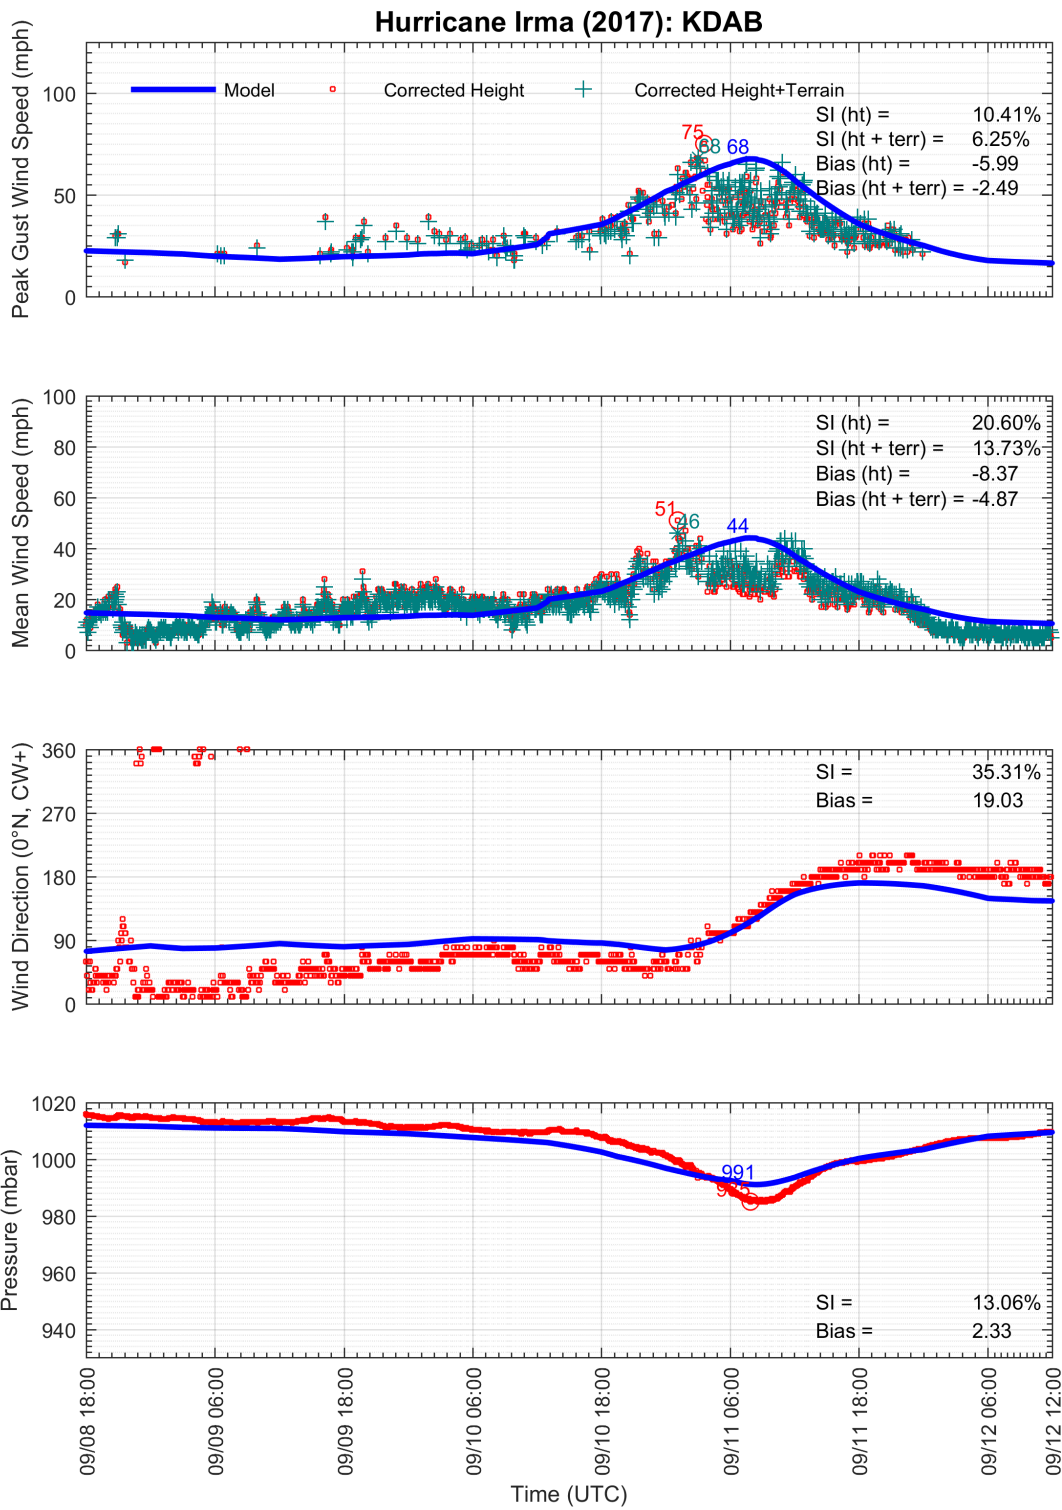 Hurricane Irma (2017): KDAB
Peak Gust Wind Speed (mph)
100
50
0
Model
Corrected Height
Corrected Height+Terrain
SI (ht) = 10.41%
SI (ht + terr) = 6.25%
Bias (ht) = -5.99
Bias (ht + terr) = -2.49
75
68
68
Mean Wind Speed (mph)
100
80
60
40
20
0
SI (ht) = 20.60%
SI (ht + terr) = 13.73%
Bias (ht) = -8.37
Bias (ht + terr) = -4.87
51
46
44
Wind Direction (0°N, CW+)
360
270
180
90
0
SI = 35.31%
Bias = 19.03
Pressure (mbar)
1020
1000
980
960
940
991
SI = 13.06%
Bias = 2.33
09/08 18:00
09/09 06:00
09/09 18:00
09/10 06:00
09/10 18:00
09/11 06:00
09/11 18:00
09/12 06:00
09/12 12:00
Time (UTC)